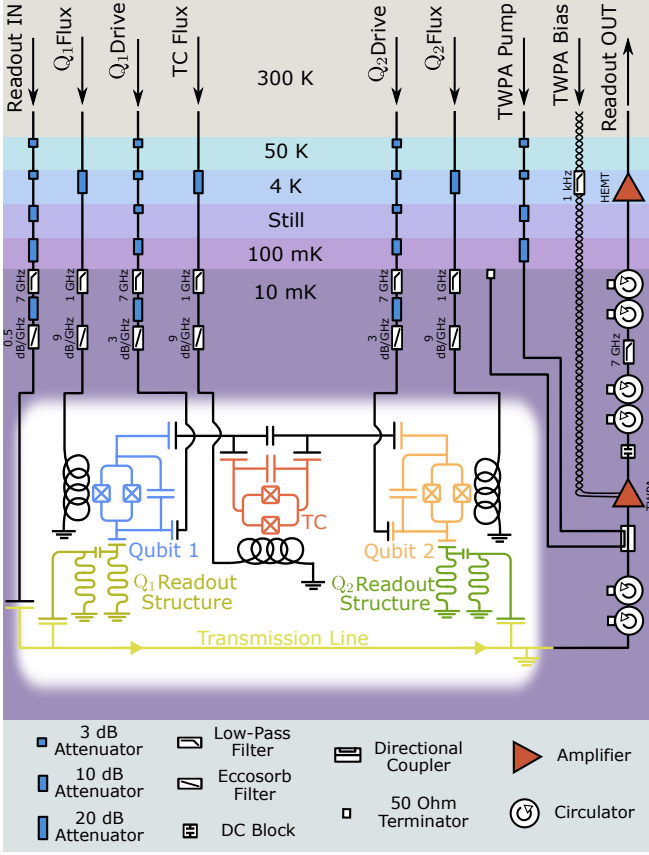 Readout IN
Q₁Flux
Q₁Drive
TC Flux
Q₂Drive
Q₂Flux
TWPA Pump
TWPA Bias
Readout OUT
300 K
50 K
4 K
1 kHz
HEMT
Still
100 mK
10 mK
7 GHz
1 GHz
7 GHz
1 GHz
7 GHz
1 GHz
0.5
dB/GHz
9
dB/GHz
3
dB/GHz
9
dB/GHz
3
dB/GHz
9
dB/GHz
7 GHz
TWPA
TC
Qubit 1
Qubit 2
Q₁Readout
Structure
Q₂Readout
Structure
Transmission Line
3 dB
Attenuator
10 dB
Attenuator
20 dB
Attenuator
Low-Pass
Filter
Eccosorb
Filter
DC Block
Directional
Coupler
50 Ohm
Terminator
Amplifier
Circulator